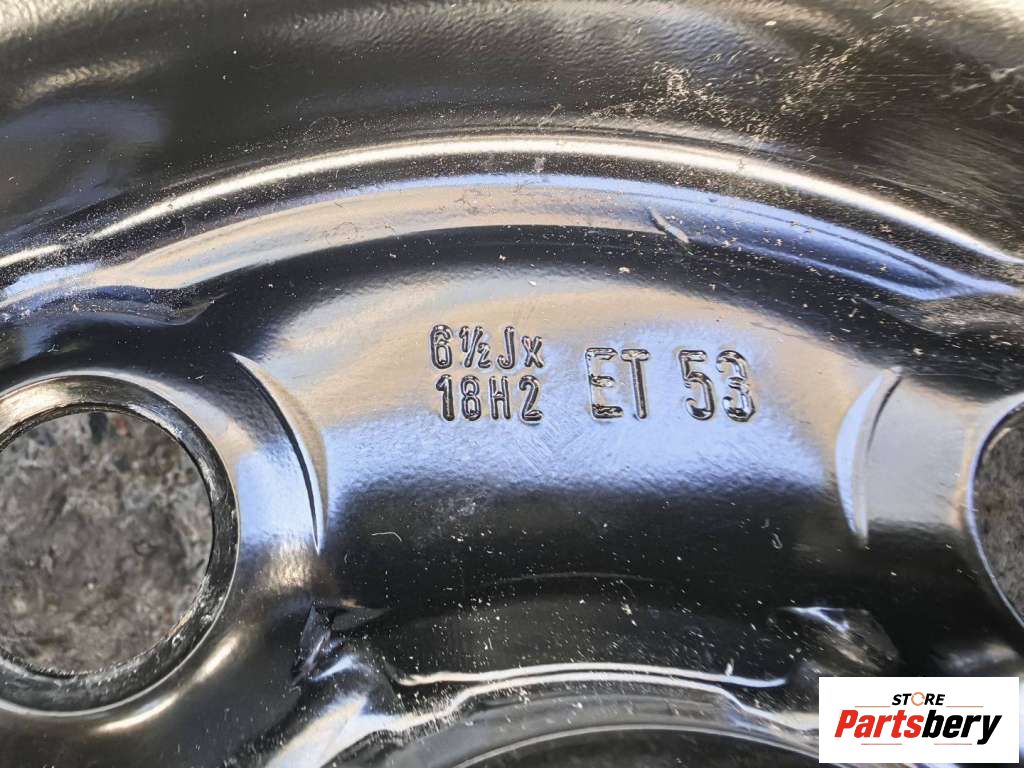 6½Jx
18H2
ET 53
STORE
Partsbery